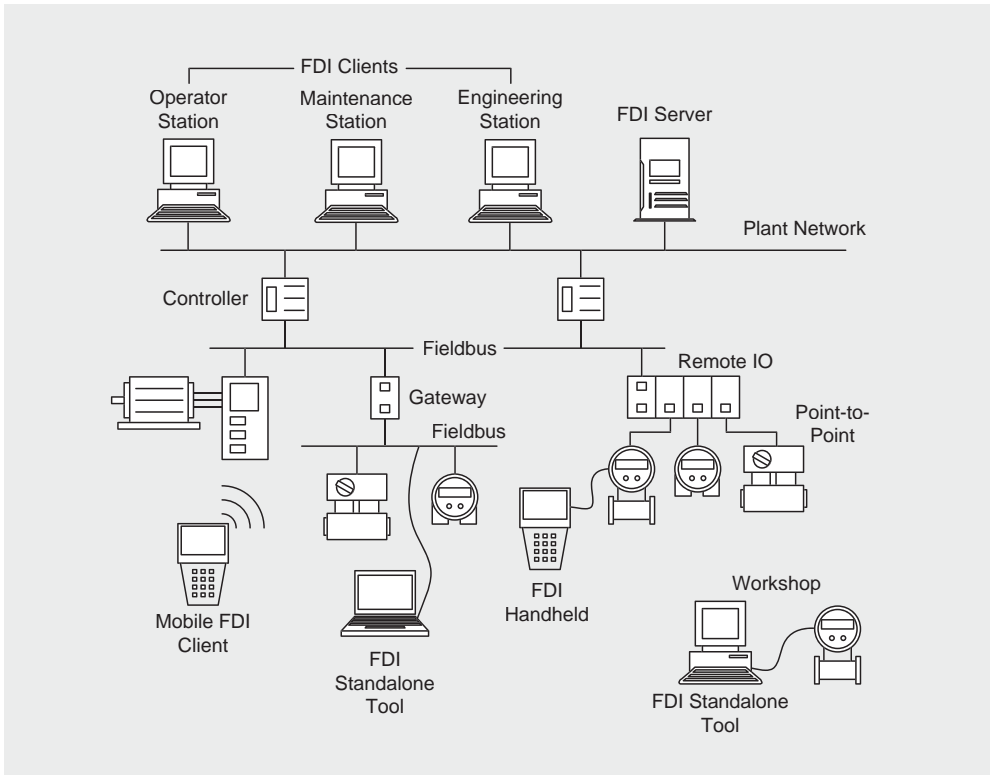 FDI Clients
Operator
Station
Maintenance
Station
Engineering
Station
FDI Server
Plant Network
Controller
Fieldbus
Remote IO
Gateway
Point-to-
Point
Fieldbus
FDI
Handheld
Workshop
Mobile FDI
Client
FDI
Standalone
Tool
FDI Standalone
Tool